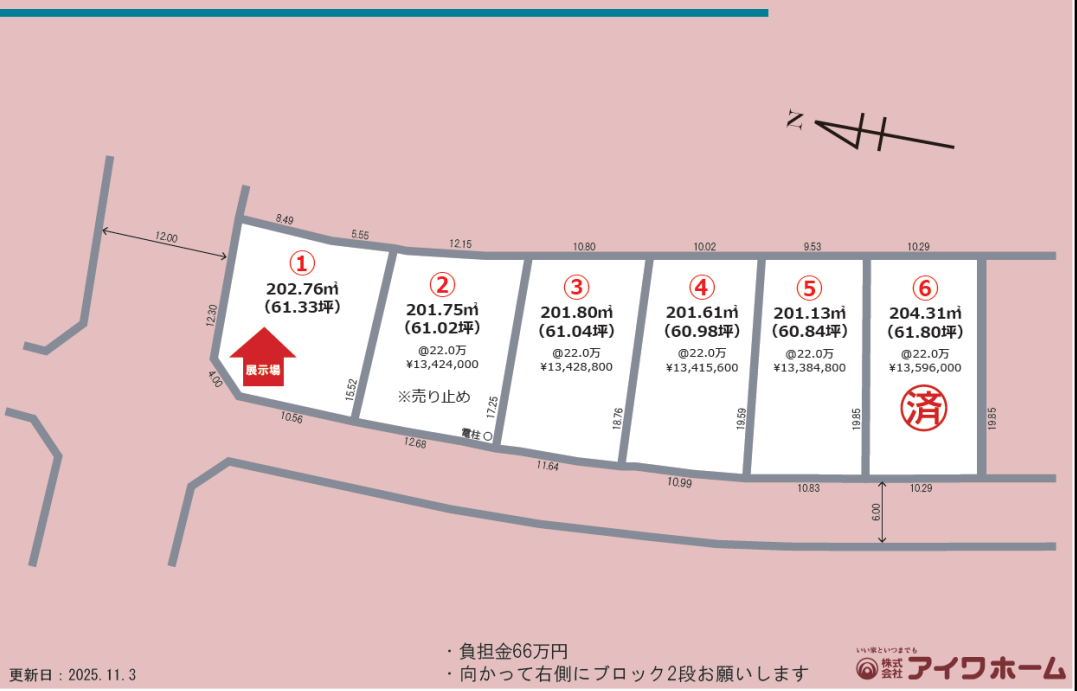 N
12.00
8.49
5.55
12.15
10.80
10.02
9.53
10.29
12.30
4.00
①
202.76㎡
(61.33坪)
展示場
10.56
15.52
②
201.75㎡
(61.02坪)
@22.0万
¥13,424,000
※売り止め
電柱○
12.68
17.25
③
201.80㎡
(61.04坪)
@22.0万
¥13,428,800
11.64
18.76
④
201.61㎡
(60.98坪)
@22.0万
¥13,415,600
10.99
19.59
⑤
201.13㎡
(60.84坪)
@22.0万
¥13,384,800
10.83
19.85
⑥
204.31㎡
(61.80坪)
@22.0万
¥13,596,000
済
10.29
19.85
6.00
・負担金66万円
・向かって右側にブロック2段お願いします
更新日：2025.11.3
いい家といつまでも
株式会社アイワホーム